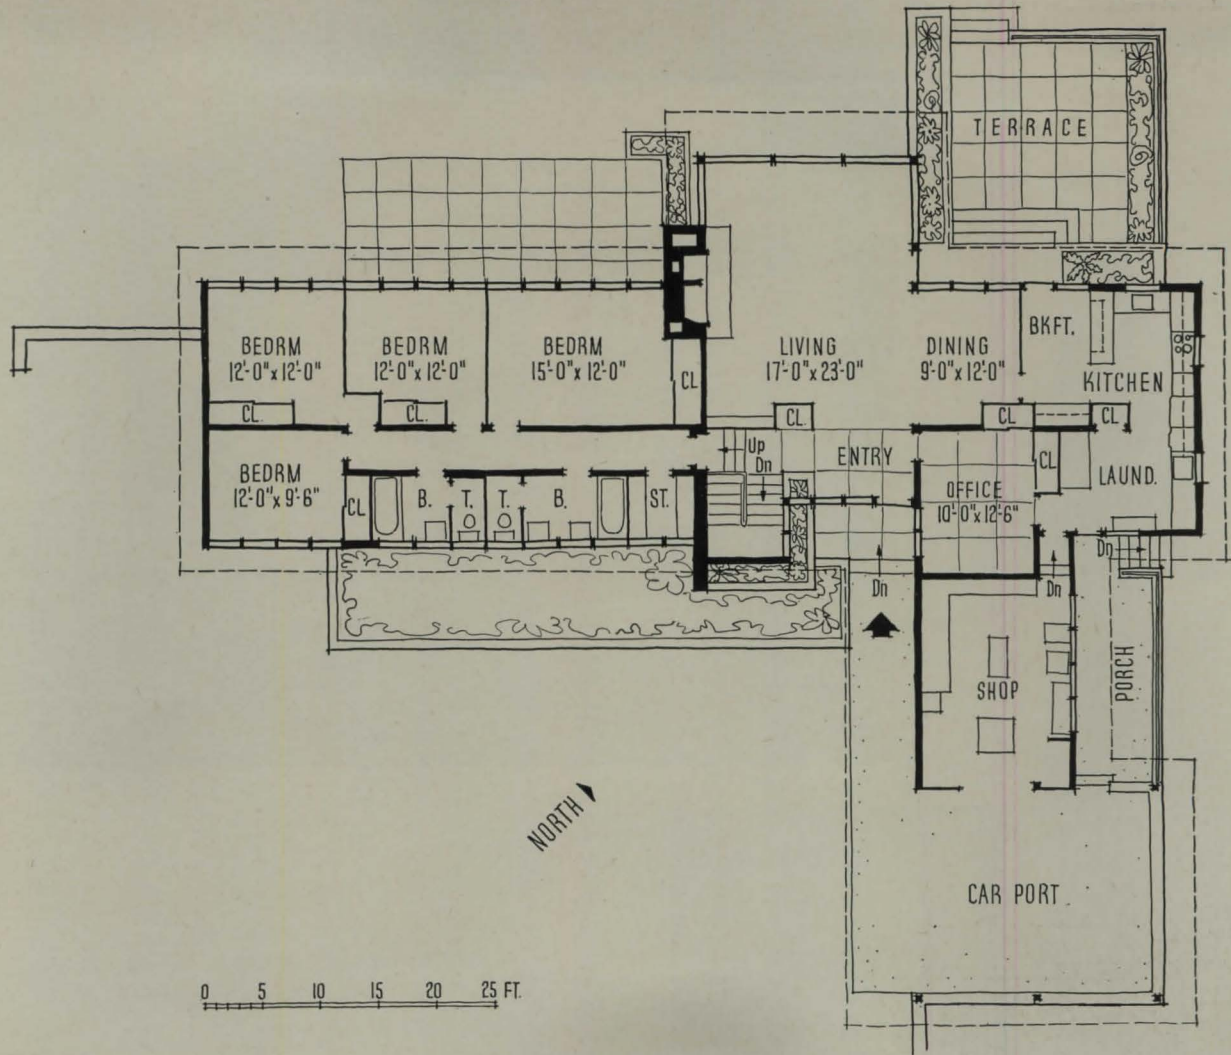 TERRACE
BEDRM
12'-0" x 12'-0"
BEDRM
12'-0" x 12'-0"
BEDRM
15'-0" x 12'-0"
CL
LIVING
17'-0" x 23'-0"
DINING
9'-0" x 12'-0"
BKFT.
KITCHEN
CL.
CL.
CL.
CL
CL
BEDRM
12'-0" x 9'-6"
CL
B.
T.
T.
B.
ST.
Up
Dn
ENTRY
OFFICE
10'-0" x 12'-6"
CL
LAUND.
Dn
Dn
Dn
SHOP
PORCH
NORTH
CAR PORT
0 5 10 15 20 25 FT.